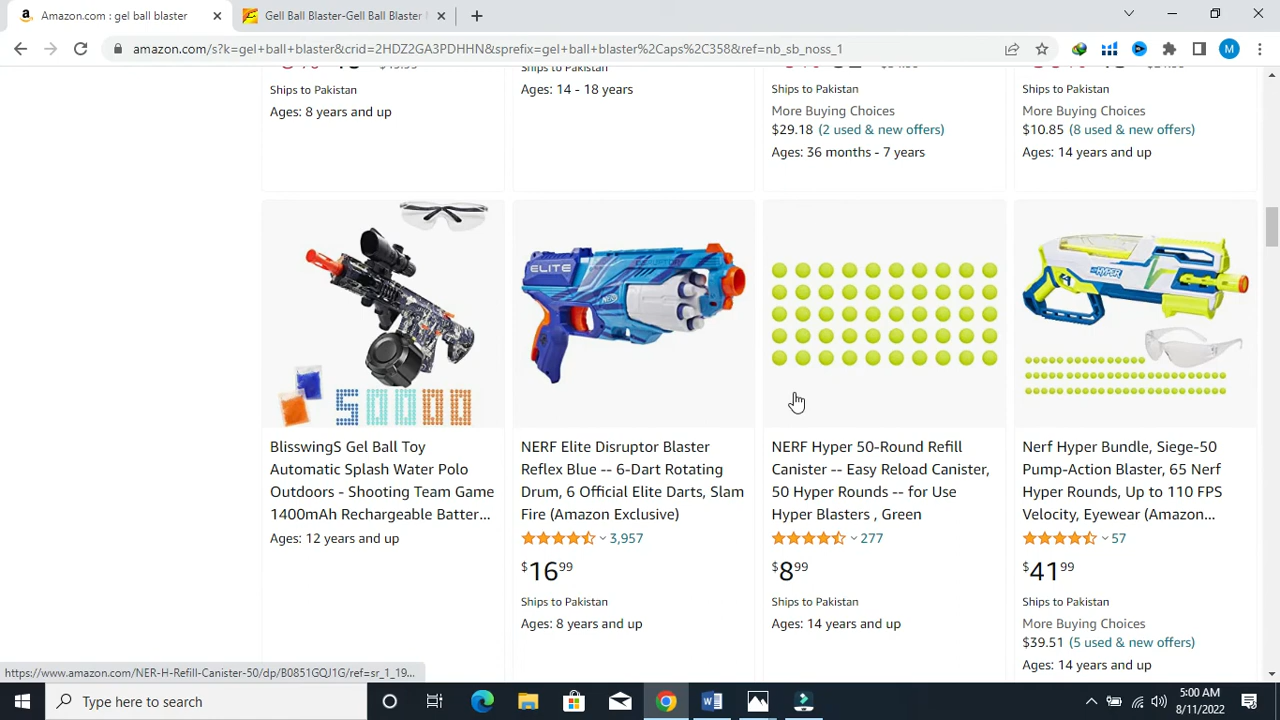 Amazon.com : gel ball blaster
Gell Ball Blaster-Gell Ball Blaster
amazon.com/s?k=gel+ball+blaster&crid=2HDZ2GA3PDHHN&sprefix=gel+ball+blaster%2Caps%2C358&ref=nb_sb_noss_1
M
Ships to Pakistan
Ages: 8 years and up
Ships to Pakistan
Ages: 14 - 18 years
Ships to Pakistan
More Buying Choices
$29.18 (2 used & new offers)
Ages: 36 months - 7 years
Ships to Pakistan
More Buying Choices
$10.85 (8 used & new offers)
Ages: 14 years and up
50000
ELITE
DISRUPTOR
NERF
HYPER
BlisswingS Gel Ball Toy
Automatic Splash Water Polo
Outdoors - Shooting Team Game
1400mAh Rechargeable Batter...
Ages: 12 years and up
NERF Elite Disruptor Blaster
Reflex Blue -- 6-Dart Rotating
Drum, 6 Official Elite Darts, Slam
Fire (Amazon Exclusive)
3,957
$16.99
Ships to Pakistan
Ages: 8 years and up
NERF Hyper 50-Round Refill
Canister -- Easy Reload Canister,
50 Hyper Rounds -- for Use
Hyper Blasters , Green
277
$8.99
Ships to Pakistan
Ages: 14 years and up
Nerf Hyper Bundle, Siege-50
Pump-Action Blaster, 65 Nerf
Hyper Rounds, Up to 110 FPS
Velocity, Eyewear (Amazon...
57
$41.99
Ships to Pakistan
More Buying Choices
$39.51 (5 used & new offers)
Ages: 14 years and up
https://www.amazon.com/NER-H-Refill-Canister-50/dp/B0851GQJ1G/ref=sr_1_19...
Type here to search
5:00 AM
8/11/2022